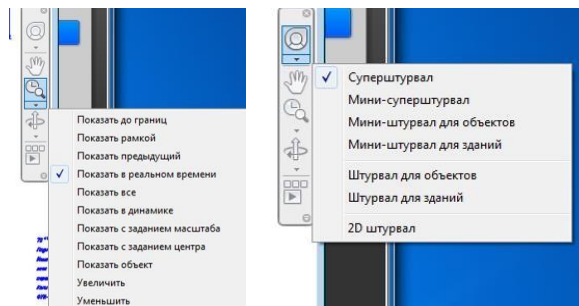 Показать до границ
Показать рамкой
Показать предыдущий
Показать в реальном времени
Показать все
Показать в динамике
Показать с заданием масштаба
Показать с заданием центра
Показать объект
Увеличить
Уменьшить
Суперштурвал
Мини-суперштурвал
Мини-штурвал для объектов
Мини-штурвал для зданий
Штурвал для объектов
Штурвал для зданий
2D штурвал